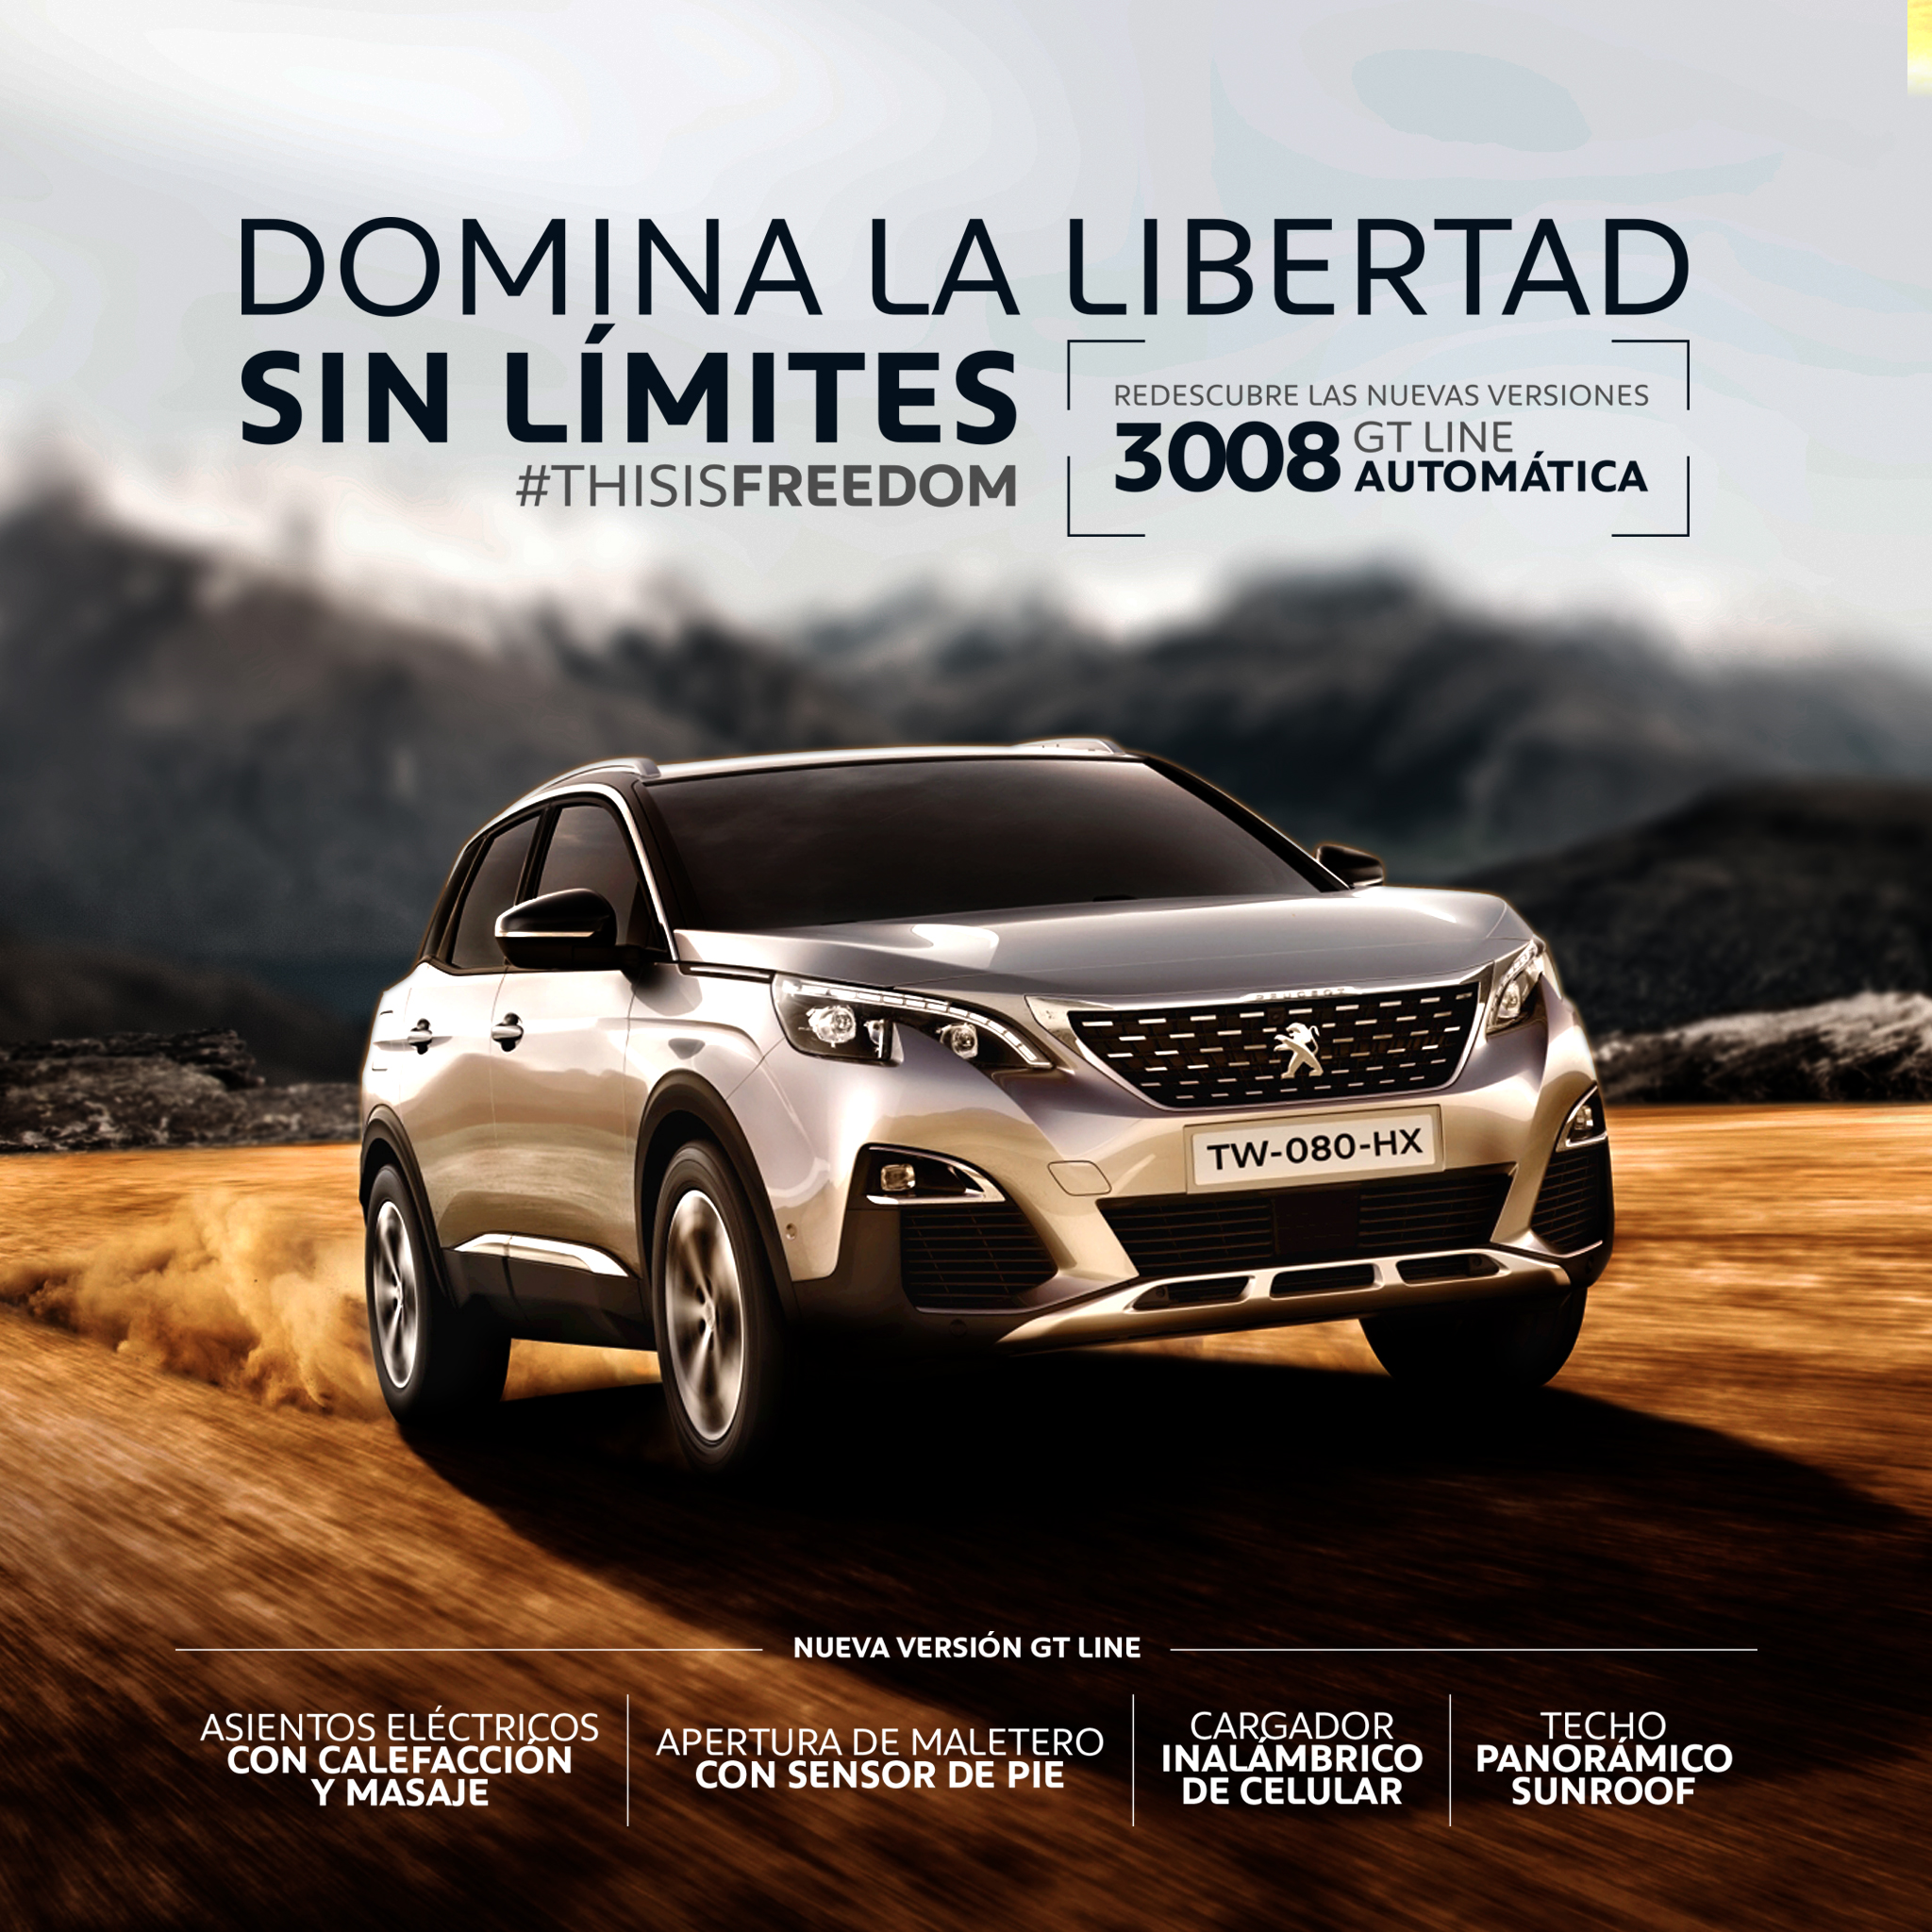 DOMINA LA LIBERTAD
SIN LÍMITES
#THISISFREEDOM
REDESCUBRE LAS NUEVAS VERSIONES
3008 GT LINE
AUTOMÁTICA
PEUGEOT
TW-080-HX
NUEVA VERSIÓN GT LINE
ASIENTOS ELÉCTRICOS
CON CALEFACCIÓN
Y MASAJE
APERTURA DE MALETERO
CON SENSOR DE PIE
CARGADOR
INALÁMBRICO
DE CELULAR
TECHO
PANORÁMICO
SUNROOF